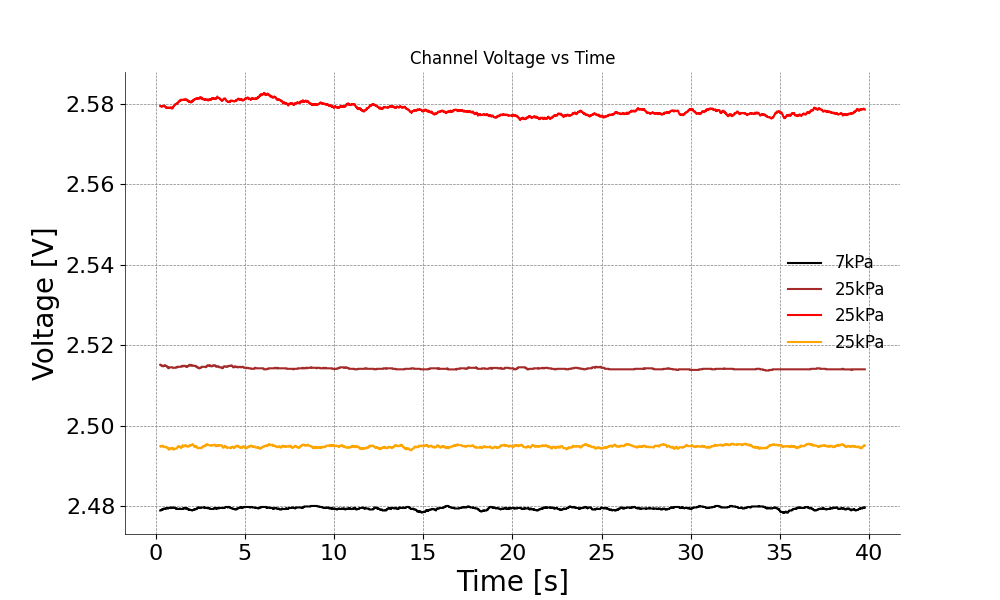 Channel Voltage vs Time
Voltage [V]
2.58
2.56
2.54
2.52
2.50
2.48
7kPa
25kPa
25kPa
25kPa
0 5 10 15 20 25 30 35 40
Time [s]